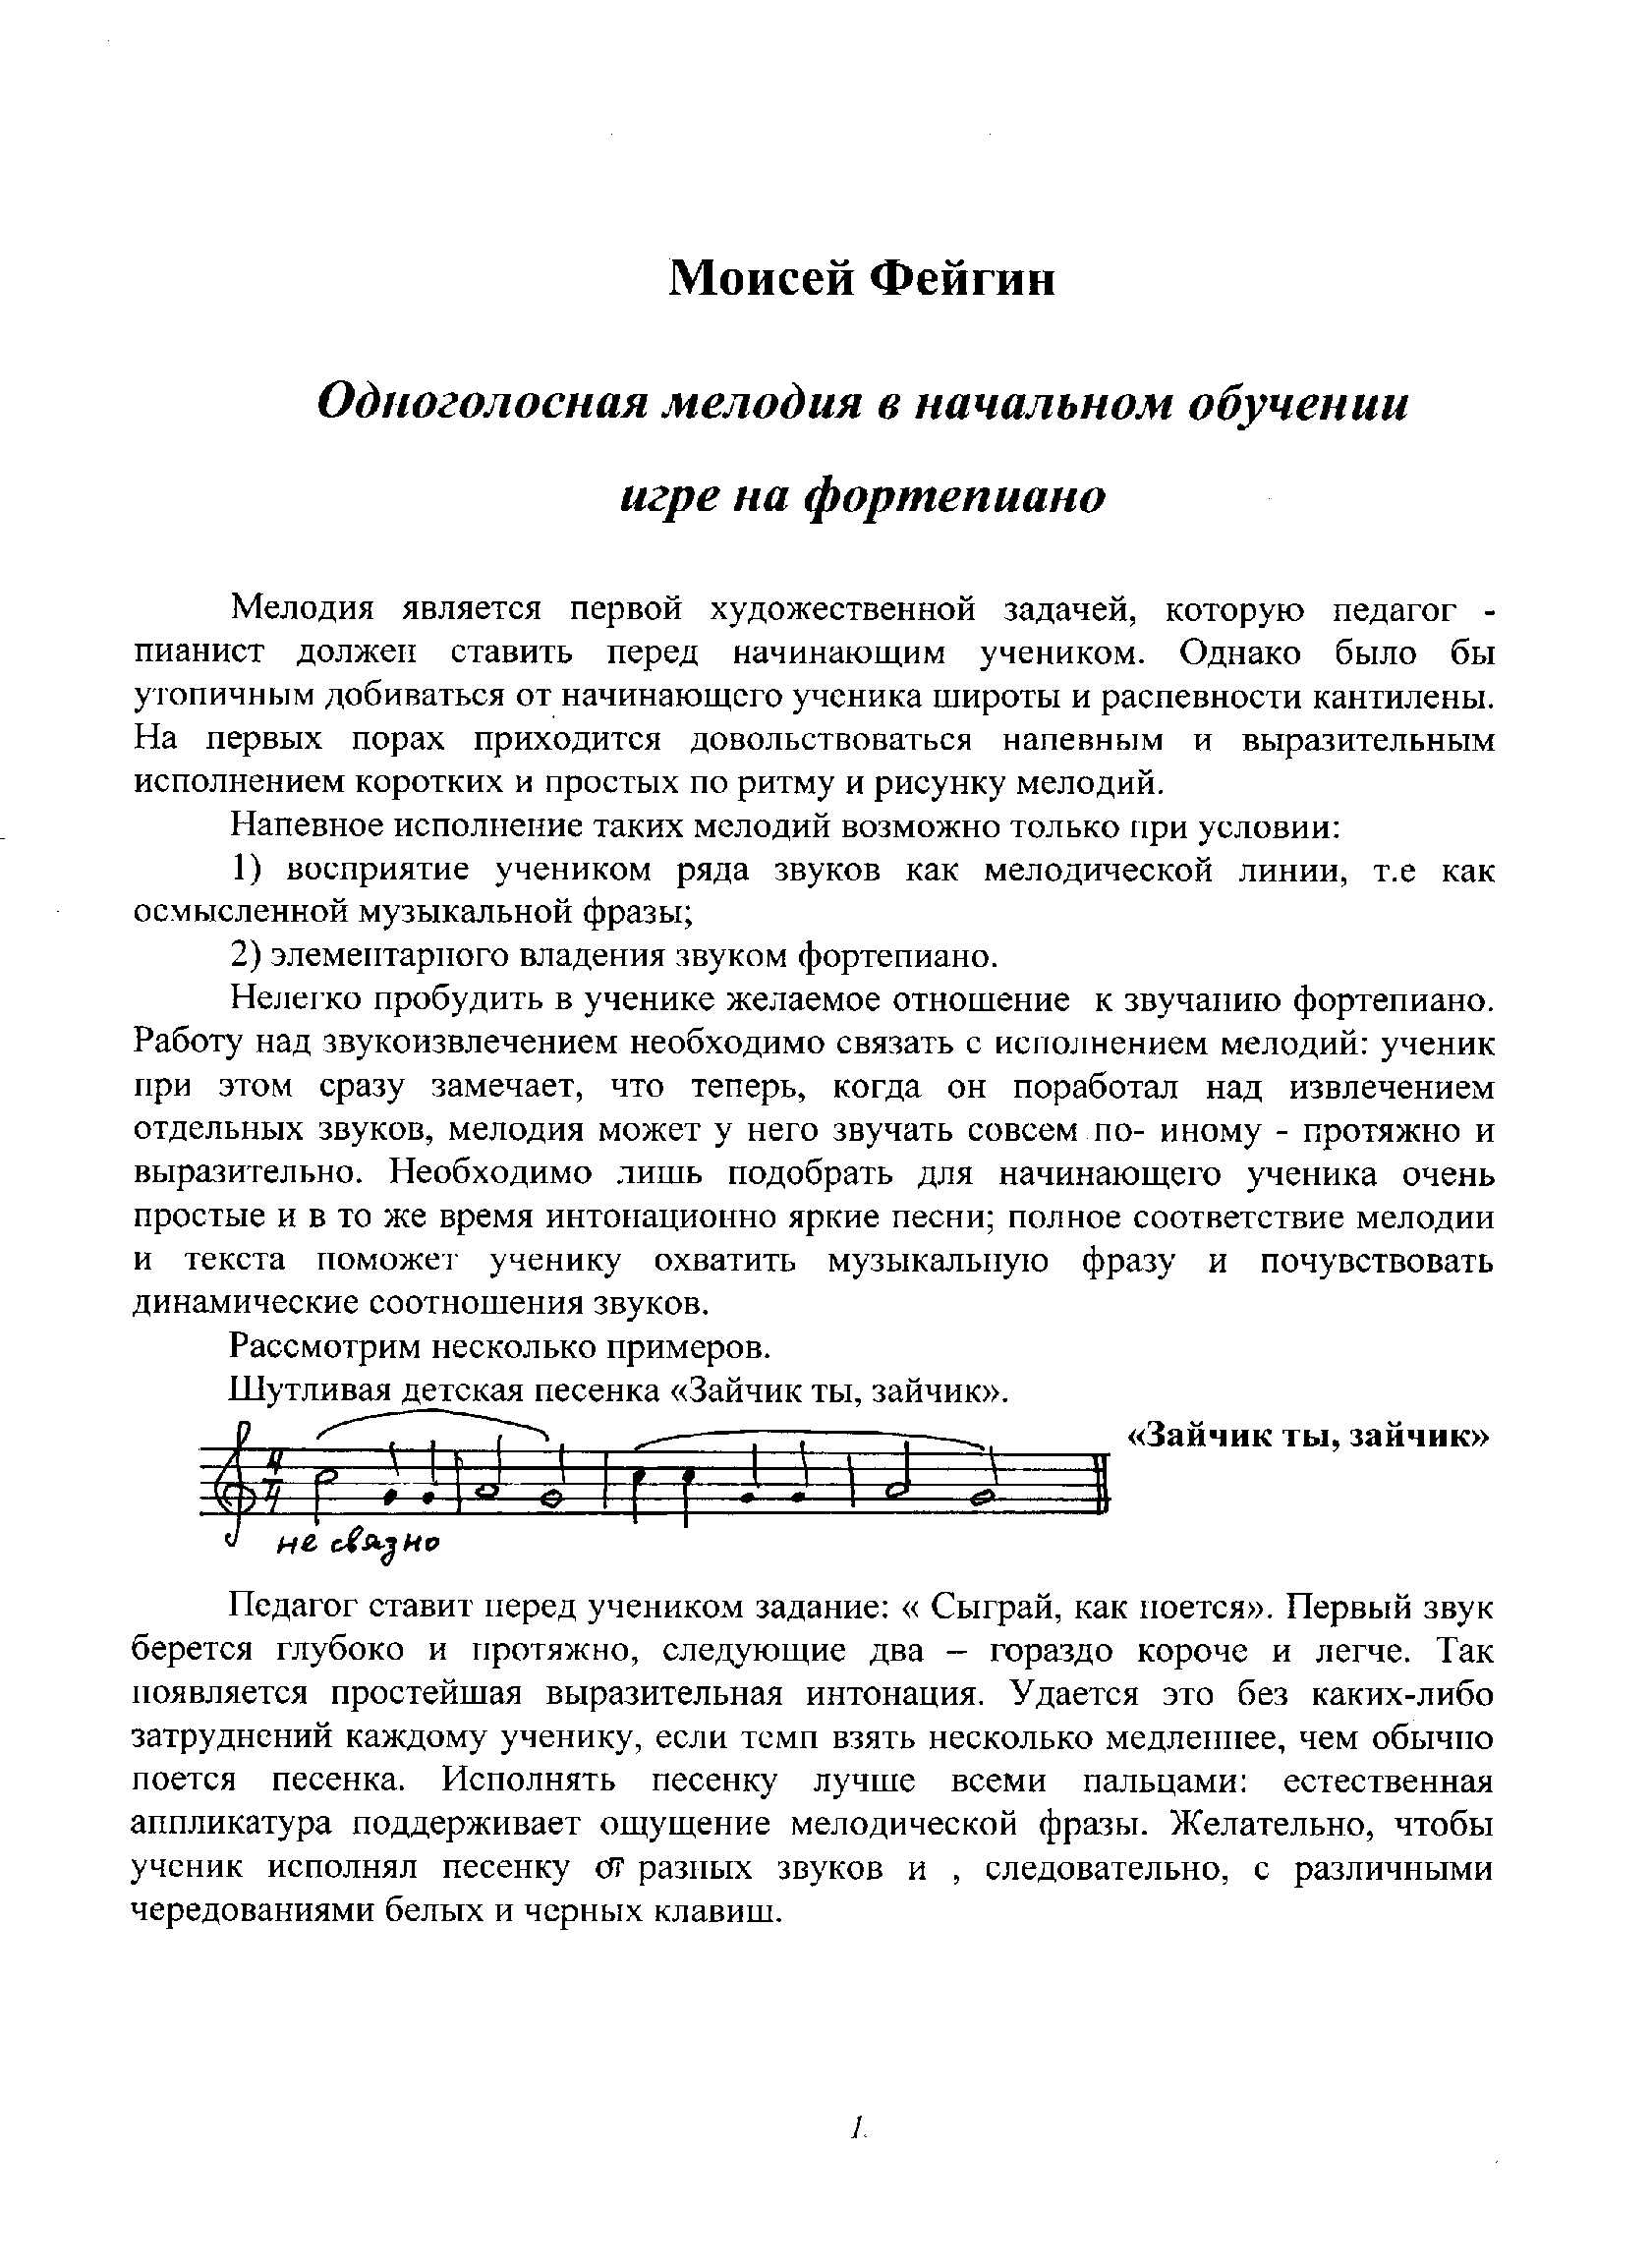 Моисей Фейгин
Одноголосная мелодия в начальном обучении
игре на фортепиано
Мелодия является первой художественной задачей, которую педагог -
пианист должен ставить перед начинающим учеником. Однако было бы
утопичным добиваться от начинающего ученика широты и распевности кантилены.
На первых порах приходится довольствоваться напевным и выразительным
исполнением коротких и простых по ритму и рисунку мелодий.
Напевное исполнение таких мелодий возможно только при условии:
1) восприятие учеником ряда звуков как мелодической линии, т.е как
осмысленной музыкальной фразы;
2) элементарного владения звуком фортепиано.
Нелегко пробудить в ученике желаемое отношение к звучанию фортепиано.
Работу над звукоизвлечением необходимо связать с исполнением мелодий: ученик
при этом сразу замечает, что теперь, когда он поработал над извлечением
отдельных звуков, мелодия может у него звучать совсем по- иному - протяжно и
выразительно. Необходимо лишь подобрать для начинающего ученика очень
простые и в то же время интонационно яркие песни; полное соответствие мелодии
и текста поможет ученику охватить музыкальную фразу и почувствовать
динамические соотношения звуков.
Рассмотрим несколько примеров.
Шутливая детская песенка «Зайчик ты, зайчик».
«Зайчик ты, зайчик»
4
4
не связно
Педагог ставит перед учеником задание: « Сыграй, как поется». Первый звук
берется глубоко и протяжно, следующие два – гораздо короче и легче. Так
появляется простейшая выразительная интонация. Удается это без каких-либо
затруднений каждому ученику, если темп взять несколько медленнее, чем обычно
поется песенка. Исполнять песенку лучше всеми пальцами: естественная
аппликатура поддерживает ощущение мелодической фразы. Желательно, чтобы
ученик исполнял песенку от разных звуков и , следовательно, с различными
чередованиями белых и черных клавиш.
1.